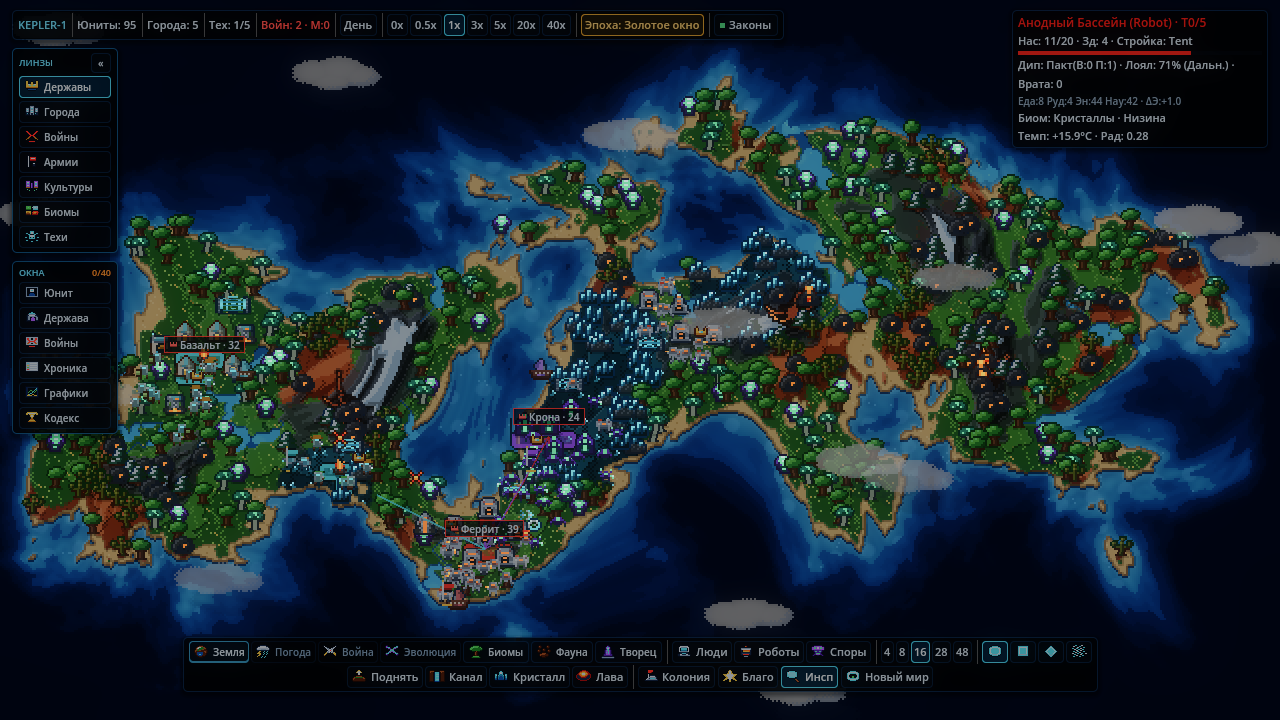 KEPLER-1 Юниты: 95 Города: 5 Тех: 1/5 Войн: 2 · М:0 День 0x 0.5x 1x 3x 5x 20x 40x Эпоха: Золотое окно Законы
Анодный Бассейн (Robot) · Т0/5
Нас: 11/20 · Зд: 4 · Стройка: Tent
Дип: Пакт(В:0 П:1) · Лоял: 71% (Дальн.) ·
Врата: 0
Еда:8 Руд:4 Эн:44 Нау:42 · ΔЭ:+1.0
Биом: Кристаллы · Низина
Темп: +15.9°C · Рад: 0.28
ЛИНЗЫ «
Державы
Города
Войны
Армии
Культуры
Биомы
Техи
ОКНА 0/40
Юнит
Держава
Войны
Хроника
Графики
Кодекс
Базальт · 32
Крона · 24
Феррит · 39
Земля Погода Война Эволюция Биомы Фауна Творец Люди Роботы Споры 4 8 16 28 48
Поднять Канал Кристалл Лава Колония Благо Инсп Новый мир